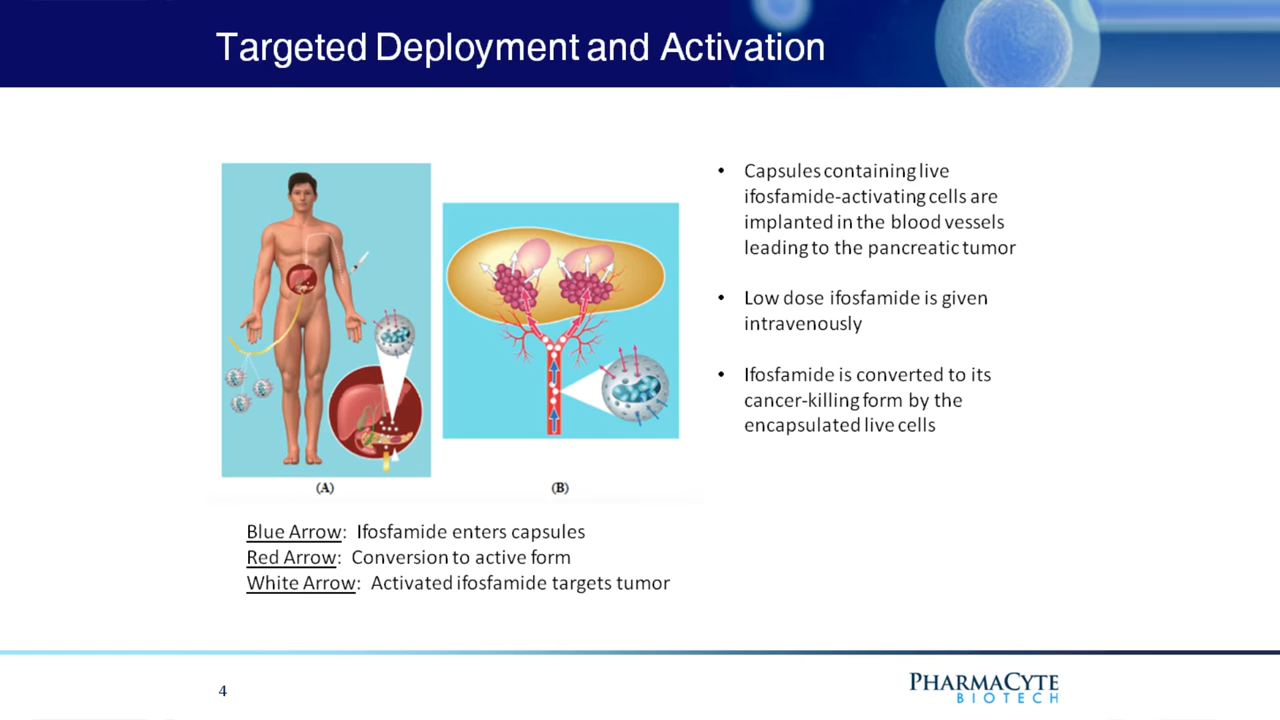 Targeted Deployment and Activation
• Capsules containing live
ifosfamide-activating cells are
implanted in the blood vessels
leading to the pancreatic tumor
• Low dose ifosfamide is given
intravenously
• Ifosfamide is converted to its
cancer-killing form by the
encapsulated live cells
(A)
(B)
Blue Arrow: Ifosfamide enters capsules
Red Arrow: Conversion to active form
White Arrow: Activated ifosfamide targets tumor
4
PHARMACYTE
BIOTECH